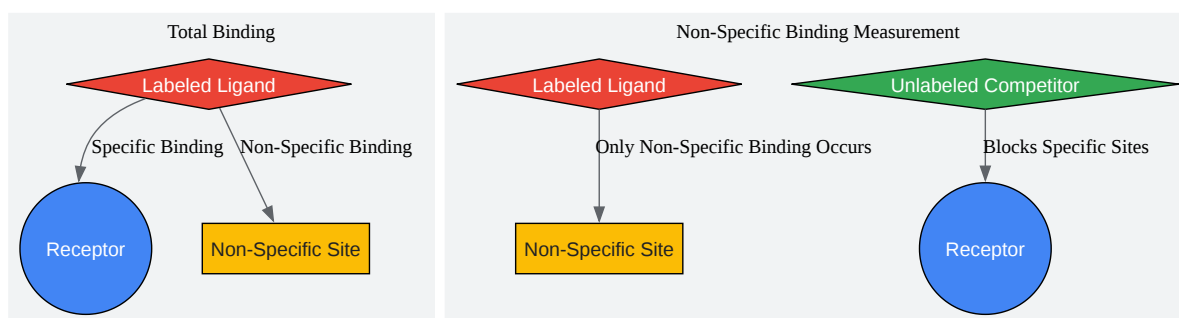 Total Binding
Labeled Ligand
Specific Binding
Non-Specific Binding
Receptor
Non-Specific Site
Non-Specific Binding Measurement
Labeled Ligand
Unlabeled Competitor
Only Non-Specific Binding Occurs
Blocks Specific Sites
Non-Specific Site
Receptor